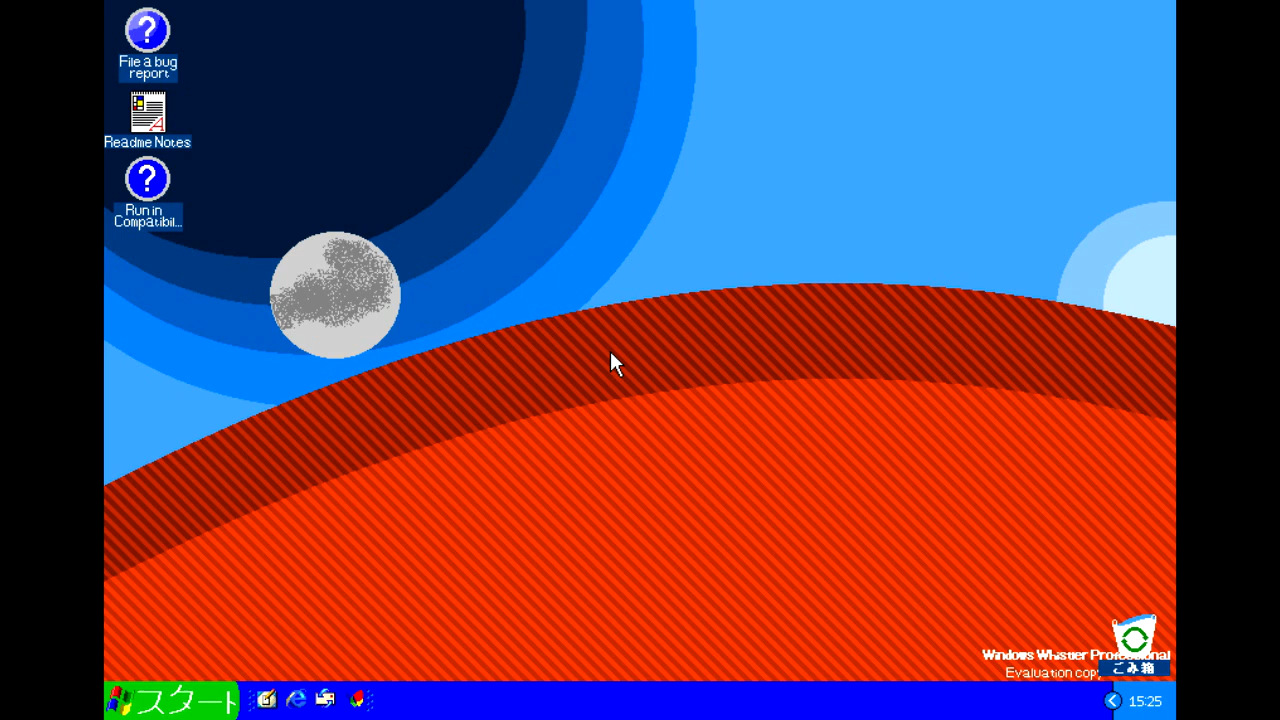 File a bug
report
Readme Notes
Run in
Compatibil...
Windows Whistler Professional
Evaluation copy
ごみ箱
スタート
15:25